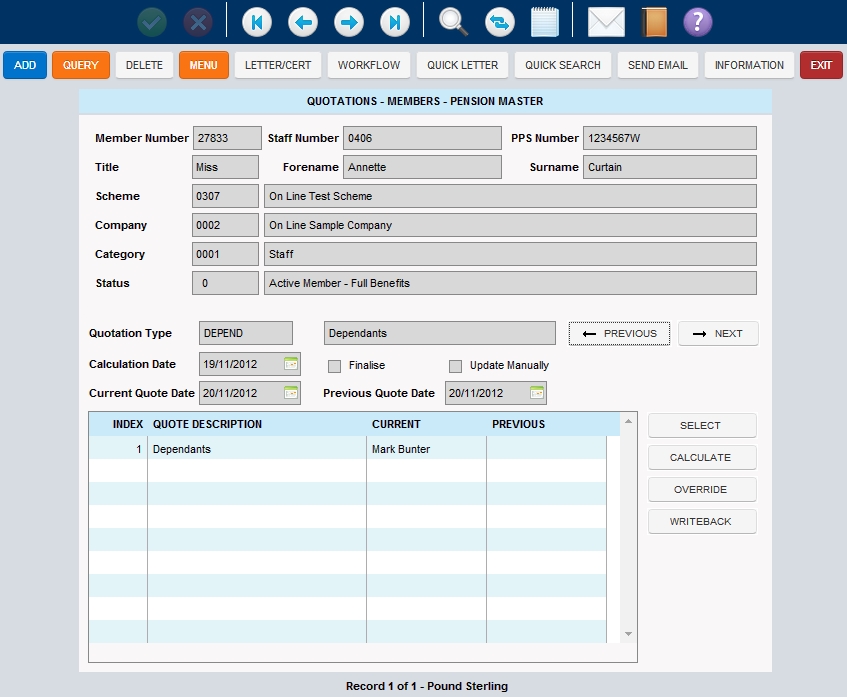 ADD QUERY DELETE MENU LETTER/CERT WORKFLOW QUICK LETTER QUICK SEARCH SEND EMAIL INFORMATION EXIT
QUOTATIONS - MEMBERS - PENSION MASTER
Member Number 27833 Staff Number 0406 PPS Number 1234567W
Title Miss Forename Annette Surname Curtain
Scheme 0307 On Line Test Scheme
Company 0002 On Line Sample Company
Category 0001 Staff
Status 0 Active Member - Full Benefits
Quotation Type DEPEND Dependants PREVIOUS NEXT
Calculation Date 19/11/2012 Finalise Update Manually
Current Quote Date 20/11/2012 Previous Quote Date 20/11/2012
INDEX QUOTE DESCRIPTION CURRENT PREVIOUS SELECT
1 Dependants Mark Bunter CALCULATE
OVERRIDE
WRITEBACK
Record 1 of 1 - Pound Sterling